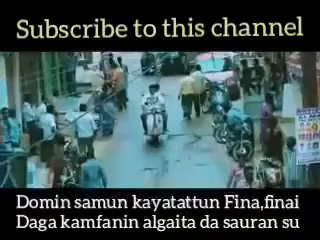 Subscribe to this channel
Domin samun kayatattun Fina,finai
Daga kamfanin algaita da sauran su